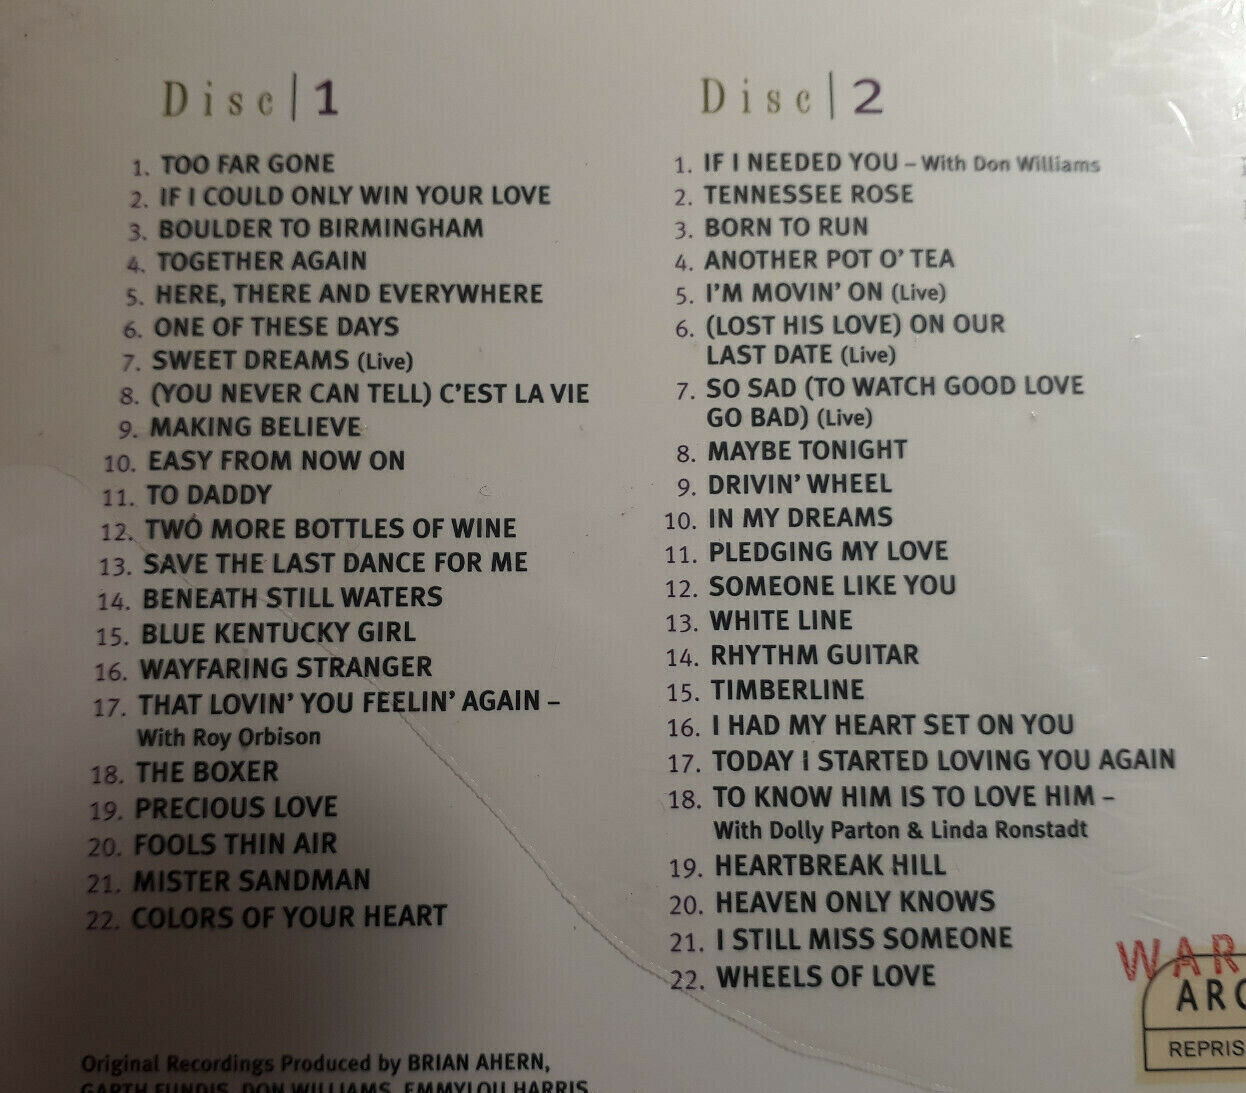 Disc | 1
1. TOO FAR GONE
2. IF I COULD ONLY WIN YOUR LOVE
3. BOULDER TO BIRMINGHAM
4. TOGETHER AGAIN
5. HERE, THERE AND EVERYWHERE
6. ONE OF THESE DAYS
7. SWEET DREAMS (Live)
8. (YOU NEVER CAN TELL) C'EST LA VIE
9. MAKING BELIEVE
10. EASY FROM NOW ON
11. TO DADDY
12. TWO MORE BOTTLES OF WINE
13. SAVE THE LAST DANCE FOR ME
14. BENEATH STILL WATERS
15. BLUE KENTUCKY GIRL
16. WAYFARING STRANGER
17. THAT LOVIN' YOU FEELIN' AGAIN –
With Roy Orbison
18. THE BOXER
19. PRECIOUS LOVE
20. FOOLS THIN AIR
21. MISTER SANDMAN
22. COLORS OF YOUR HEART
Disc | 2
1. IF I NEEDED YOU – With Don Williams
2. TENNESSEE ROSE
3. BORN TO RUN
4. ANOTHER POT O' TEA
5. I'M MOVIN' ON (Live)
6. (LOST HIS LOVE) ON OUR
LAST DATE (Live)
7. SO SAD (TO WATCH GOOD LOVE
GO BAD) (Live)
8. MAYBE TONIGHT
9. DRIVIN' WHEEL
10. IN MY DREAMS
11. PLEDGING MY LOVE
12. SOMEONE LIKE YOU
13. WHITE LINE
14. RHYTHM GUITAR
15. TIMBERLINE
16. I HAD MY HEART SET ON YOU
17. TODAY I STARTED LOVING YOU AGAIN
18. TO KNOW HIM IS TO LOVE HIM –
With Dolly Parton & Linda Ronstadt
19. HEARTBREAK HILL
20. HEAVEN ONLY KNOWS
21. I STILL MISS SOMEONE
22. WHEELS OF LOVE
Original Recordings Produced by BRIAN AHERN,
GARTH FUNDIS, DON WILLIAMS, EMMYLOU HARRIS
WAR
ARC
REPRIS